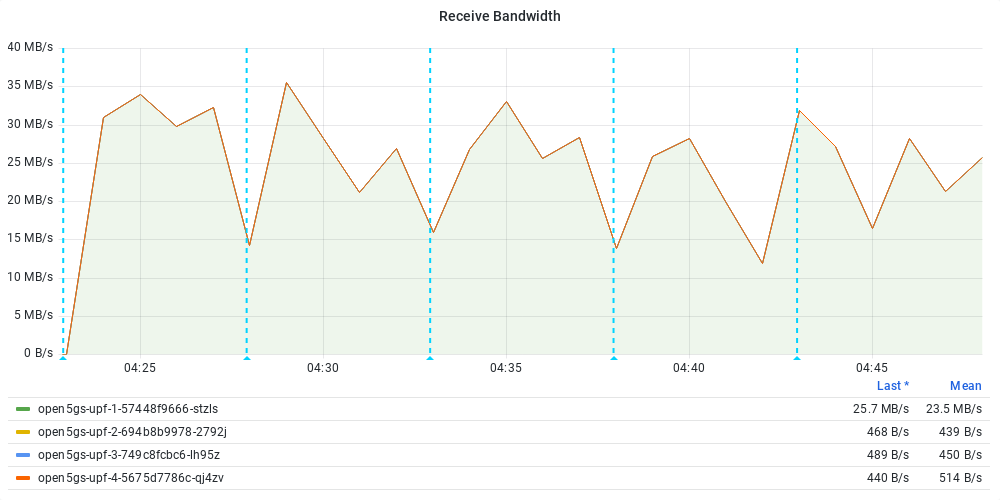 Receive Bandwidth
40 MB/s
35 MB/s
30 MB/s
25 MB/s
20 MB/s
15 MB/s
10 MB/s
5 MB/s
0 B/s
04:25 04:30 04:35 04:40 04:45
Last * Mean
open5gs-upf-1-57448f9666-stzls 25.7 MB/s 23.5 MB/s
open5gs-upf-2-694b8b9978-2792j 468 B/s 439 B/s
open5gs-upf-3-749c8fcbc6-lh95z 489 B/s 450 B/s
open5gs-upf-4-5675d7786c-qj4zv 440 B/s 514 B/s